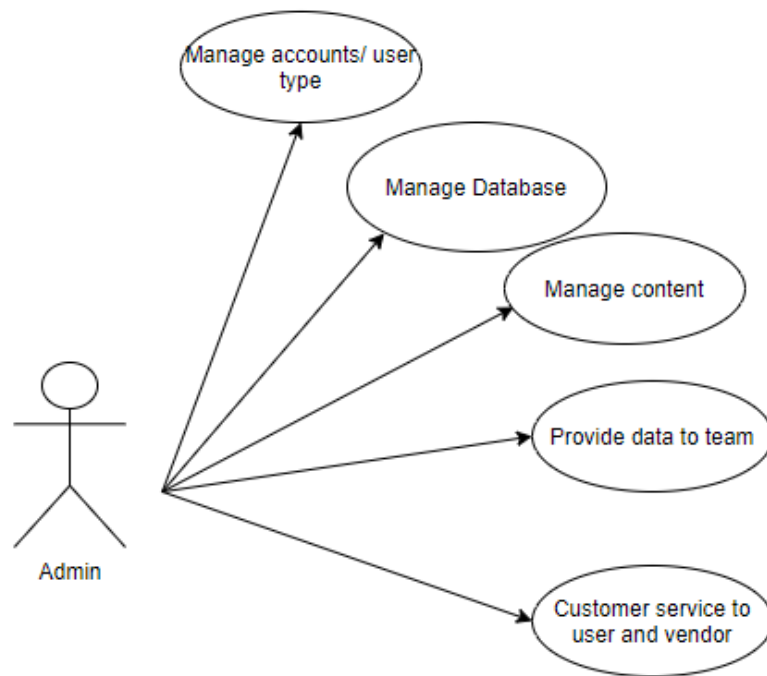 Manage accounts/ user
type
Manage Database
Manage content
Provide data to team
Admin
Customer service to
user and vendor